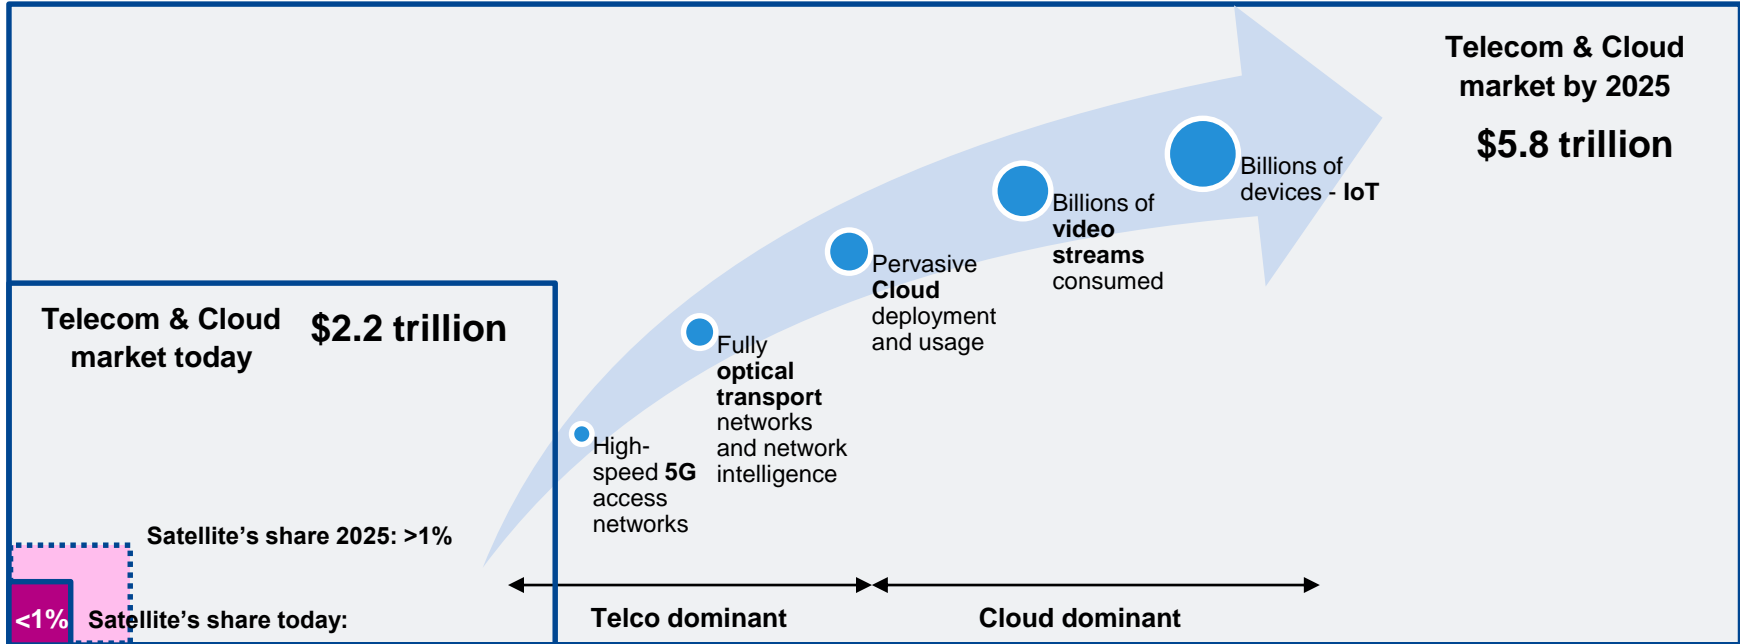 Telecom & Cloud
market by 2025
$5.8 trillion
Billions of
devices - IoT
Billions of
video
streams
consumed
Pervasive
Cloud
deployment
and usage
Telecom & Cloud
market today
$2.2 trillion
Fully
optical
transport
networks
and network
intelligence
High-
speed 5G
access
networks
Satellite’s share 2025: >1%
<1%
Satellite’s share today:
Telco dominant
Cloud dominant